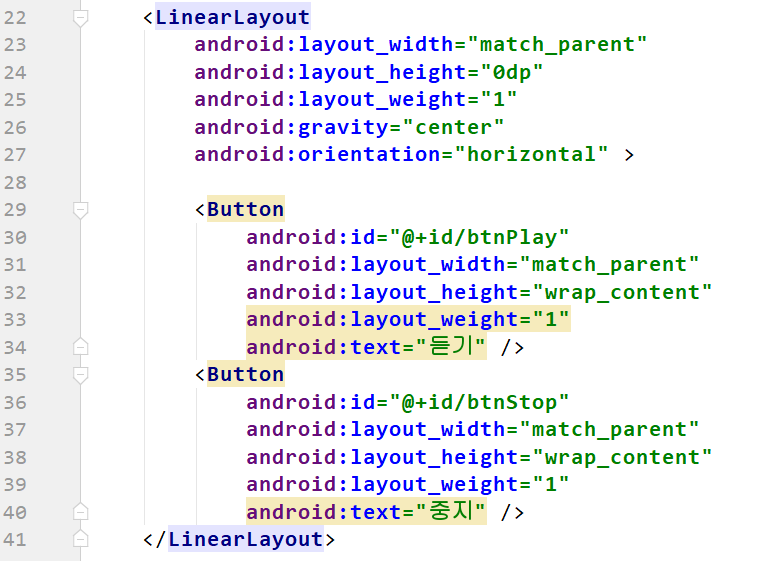 22 <LinearLayout
23 android:layout_width="match_parent"
24 android:layout_height="0dp"
25 android:layout_weight="1"
26 android:gravity="center"
27 android:orientation="horizontal" >
28
29 <Button
30 android:id="@+id/btnPlay"
31 android:layout_width="match_parent"
32 android:layout_height="wrap_content"
33 android:layout_weight="1"
34 android:text="듣기" />
35 <Button
36 android:id="@+id/btnStop"
37 android:layout_width="match_parent"
38 android:layout_height="wrap_content"
39 android:layout_weight="1"
40 android:text="중지" />
41 </LinearLayout>